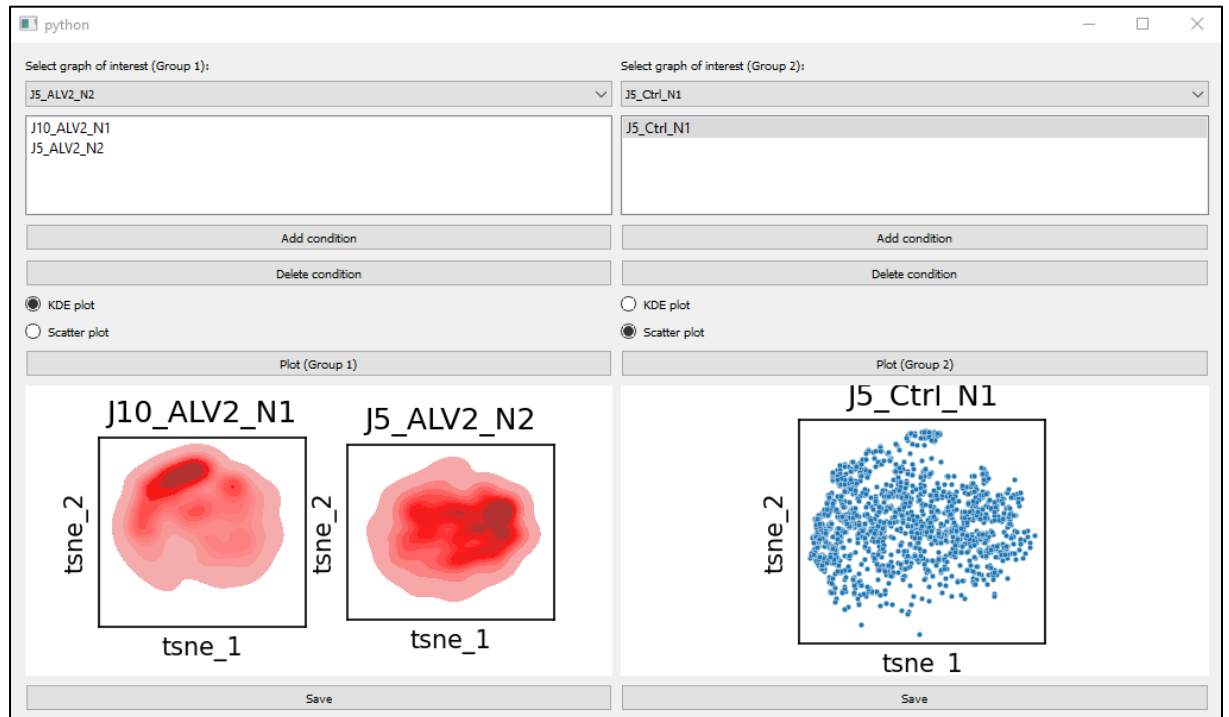 python
Select graph of interest (Group 1):
J5_ALV2_N2
J10_ALV2_N1
J5_ALV2_N2
Add condition
Delete condition
KDE plot
Scatter plot
Plot (Group 1)
J10_ALV2_N1
tsne_2
tsne_1
J5_ALV2_N2
tsne_2
tsne_1
Save
Select graph of interest (Group 2):
J5_Ctrl_N1
J5_Ctrl_N1
Add condition
Delete condition
KDE plot
Scatter plot
Plot (Group 2)
J5_Ctrl_N1
tsne_2
tsne_1
Save